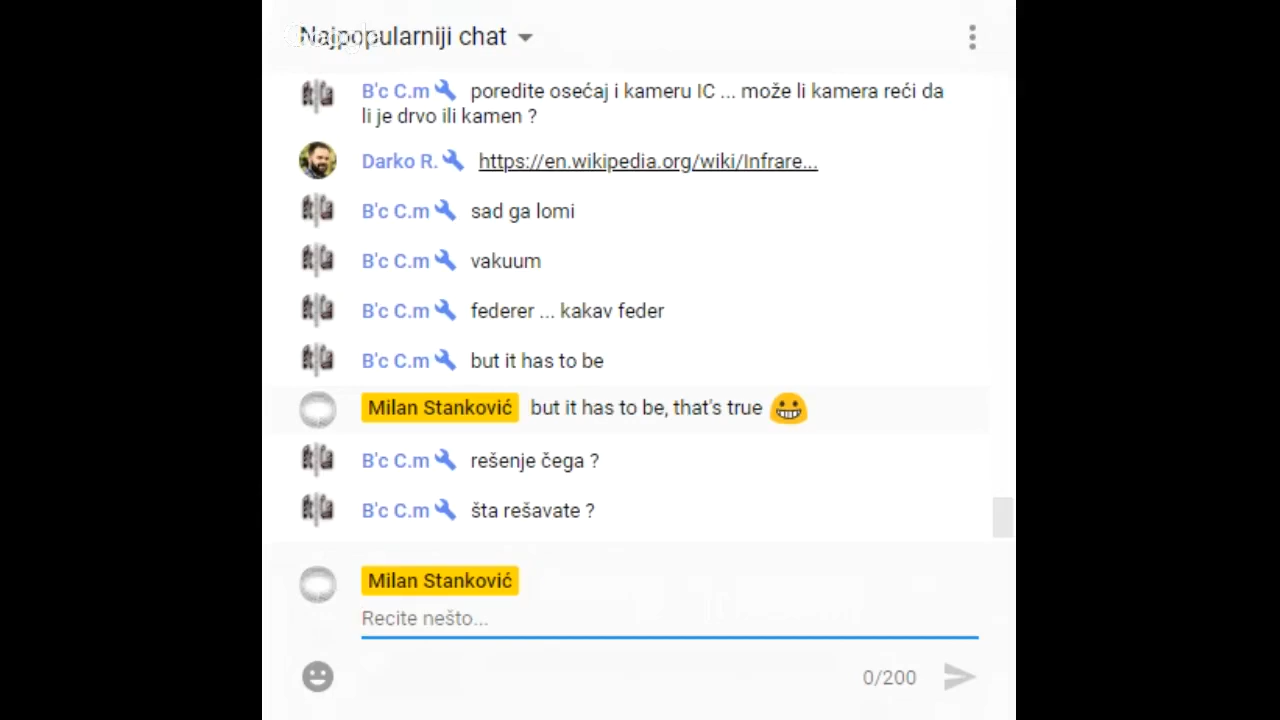 Najpopularniji chat
B'c C.m poredite osećaj i kameru IC ... može li kamera reći da
li je drvo ili kamen ?
Darko R. https://en.wikipedia.org/wiki/Infrare...
B'c C.m sad ga lomi
B'c C.m vakuum
B'c C.m federer ... kakav feder
B'c C.m but it has to be
Milan Stanković but it has to be, that's true 😬
B'c C.m rešenje čega ?
B'c C.m šta rešavate ?
Milan Stanković
Recite nešto...
0/200